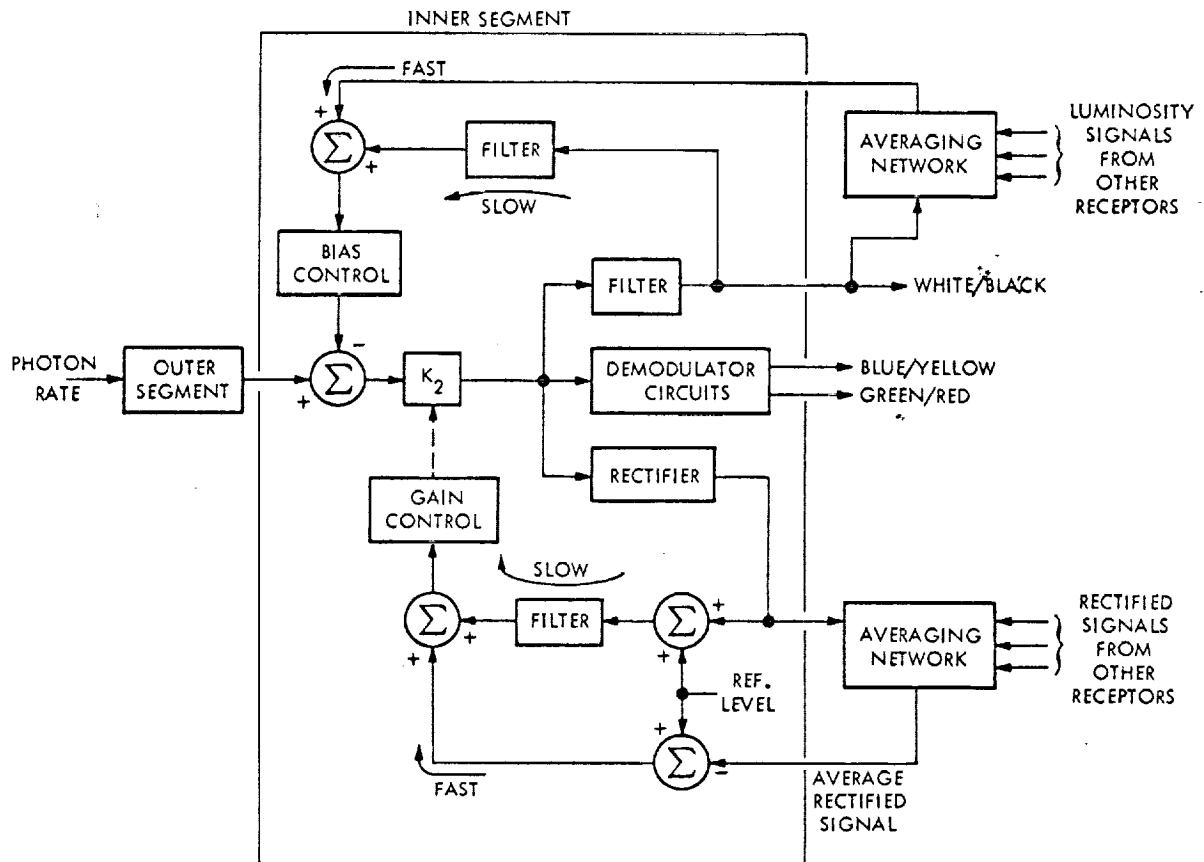 INNER SEGMENT
FAST
+
Σ
+
FILTER
SLOW
AVERAGING
NETWORK
LUMINOSITY
SIGNALS
FROM
OTHER
RECEPTORS
BIAS
CONTROL
FILTER
WHITE/BLACK
PHOTON
RATE
OUTER
SEGMENT
−
Σ
+
K2
DEMODULATOR
CIRCUITS
BLUE/YELLOW
GREEN/RED
RECTIFIER
GAIN
CONTROL
SLOW
Σ
+
+
FILTER
Σ
+
+
AVERAGING
NETWORK
RECTIFIED
SIGNALS
FROM
OTHER
RECEPTORS
REF.
LEVEL
+
Σ
−
FAST
AVERAGE
RECTIFIED
SIGNAL